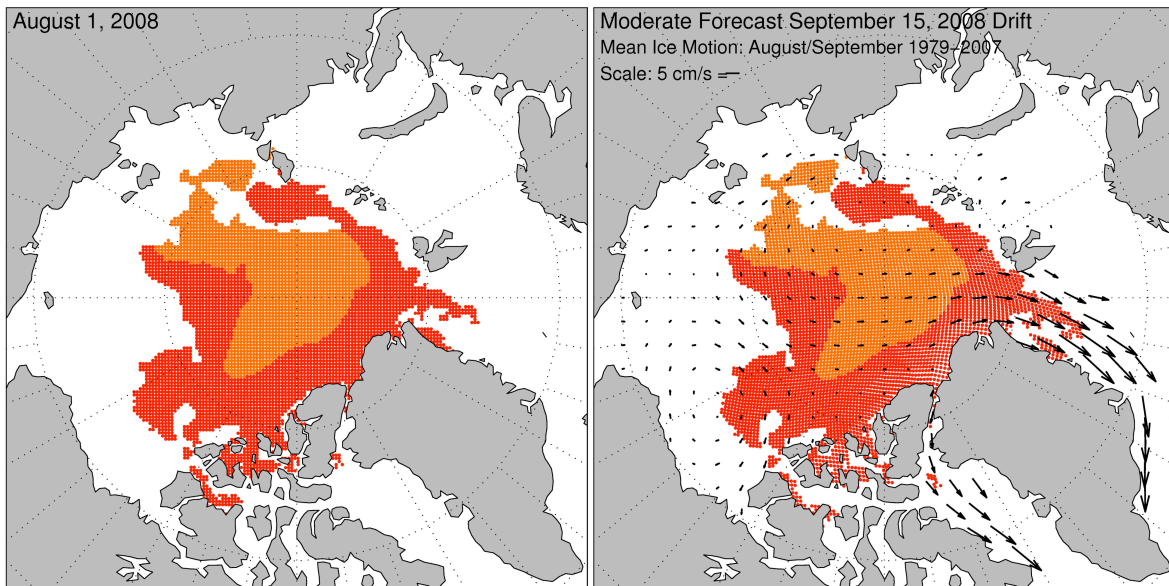 August 1, 2008
Moderate Forecast September 15, 2008 Drift
Mean Ice Motion: August/September 1979–2007
Scale: 5 cm/s =